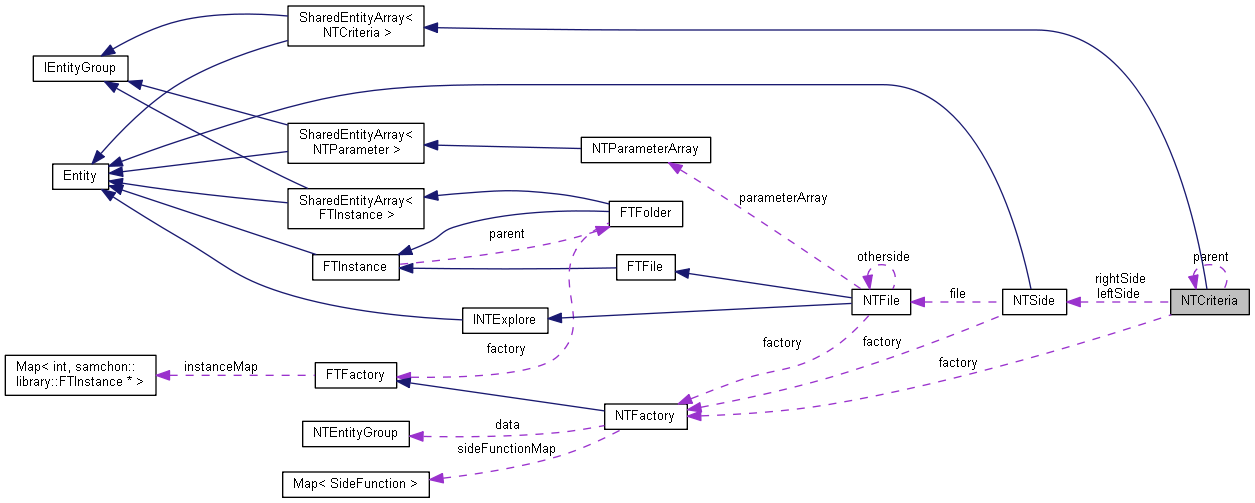 SharedEntityArray<
NTCriteria >
IEntityGroup
SharedEntityArray<
NTParameter >
NTParameterArray
Entity
SharedEntityArray<
FTInstance >
parameterArray
FTFolder
parent
FTInstance
FTFile
otherside
parent
rightSide
leftSide
file
NTFile
NTSide
NTCriteria
INTExplore
factory
factory
factory
factory
Map< int, samchon::
library::FTInstance * >
instanceMap
FTFactory
NTFactory
data
NTEntityGroup
sideFunctionMap
Map< SideFunction >